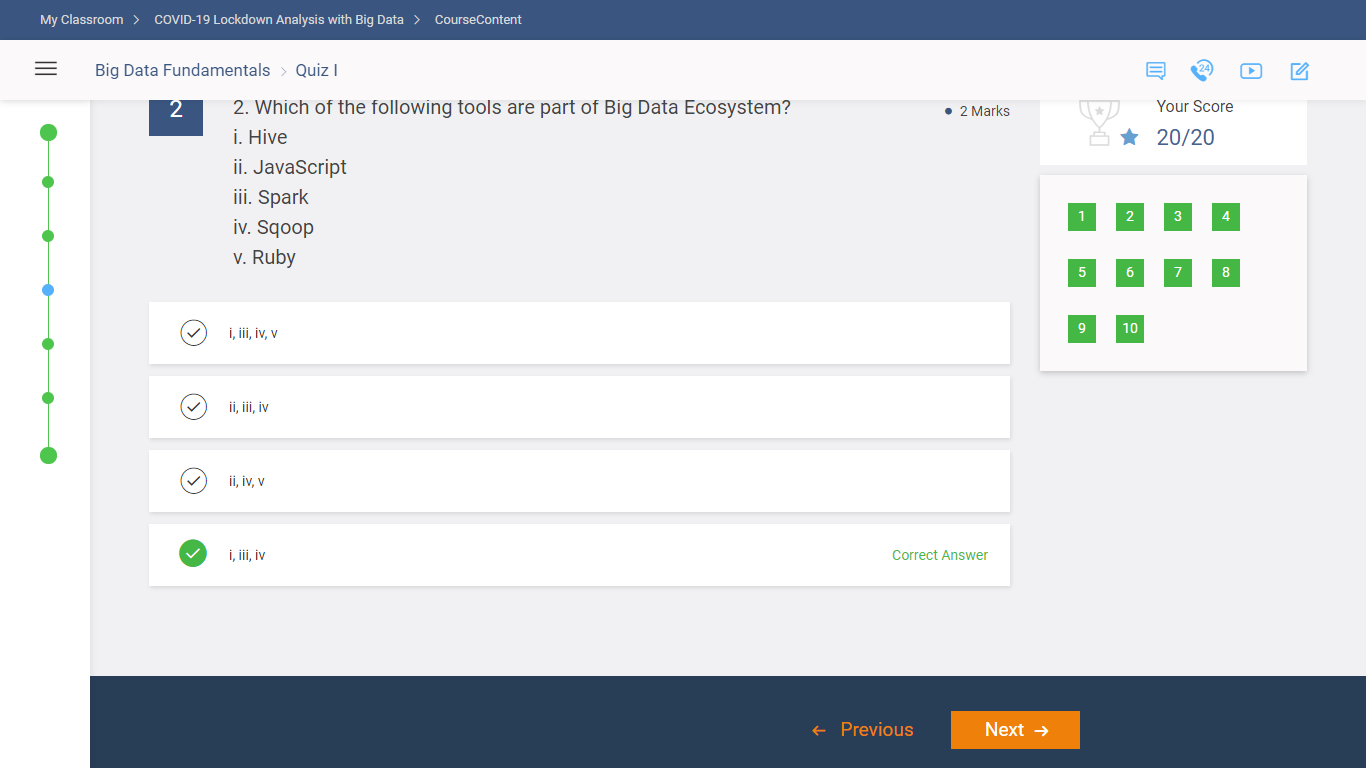 My Classroom > COVID-19 Lockdown Analysis with Big Data > CourseContent
Big Data Fundamentals > Quiz I
24
2
2. Which of the following tools are part of Big Data Ecosystem?
i. Hive
ii. JavaScript
iii. Spark
iv. Sqoop
v. Ruby
2 Marks
i, iii, iv, v
ii, iii, iv
ii, iv, v
i, iii, iv
Correct Answer
Your Score
20/20
1 2 3 4
5 6 7 8
9 10
← Previous
Next →